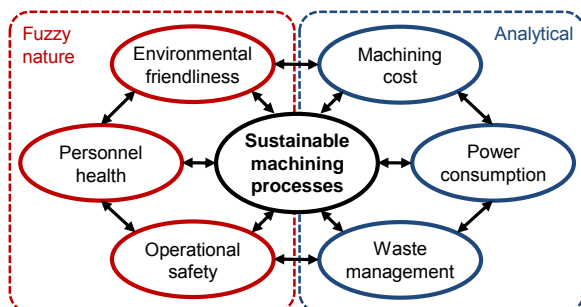 Fuzzy
nature
Analytical
Environmental
friendliness
Machining
cost
Personnel
health
Sustainable
machining
processes
Power
consumption
Operational
safety
Waste
management